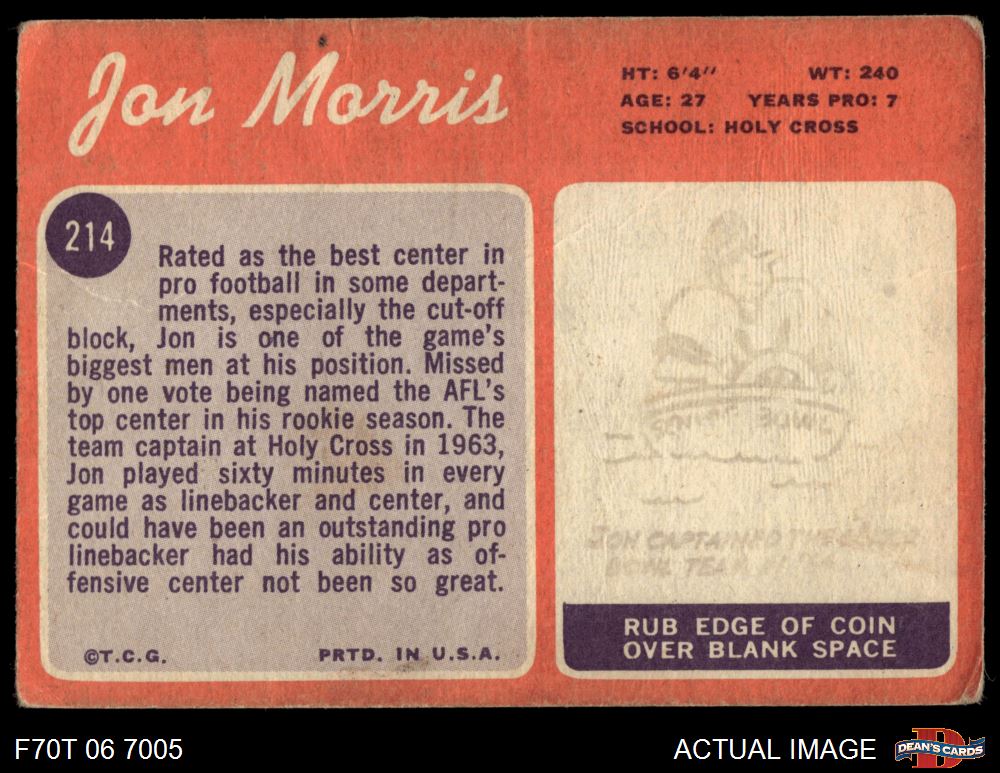 Jon Morris
HT: 6'4" WT: 240
AGE: 27 YEARS PRO: 7
SCHOOL: HOLY CROSS
214
Rated as the best center in
pro football in some depart-
ments, especially the cut-off
block, Jon is one of the game's
biggest men at his position. Missed
by one vote being named the AFL's
top center in his rookie season. The
team captain at Holy Cross in 1963,
Jon played sixty minutes in every
game as linebacker and center, and
could have been an outstanding pro
linebacker had his ability as of-
fensive center not been so great.
©T.C.G. PRTD. IN U.S.A.
BOWL
JON CAPTAINED THE
BOWL
RUB EDGE OF COIN
OVER BLANK SPACE
F70T 06 7005
ACTUAL IMAGE
DEAN'S CARDS